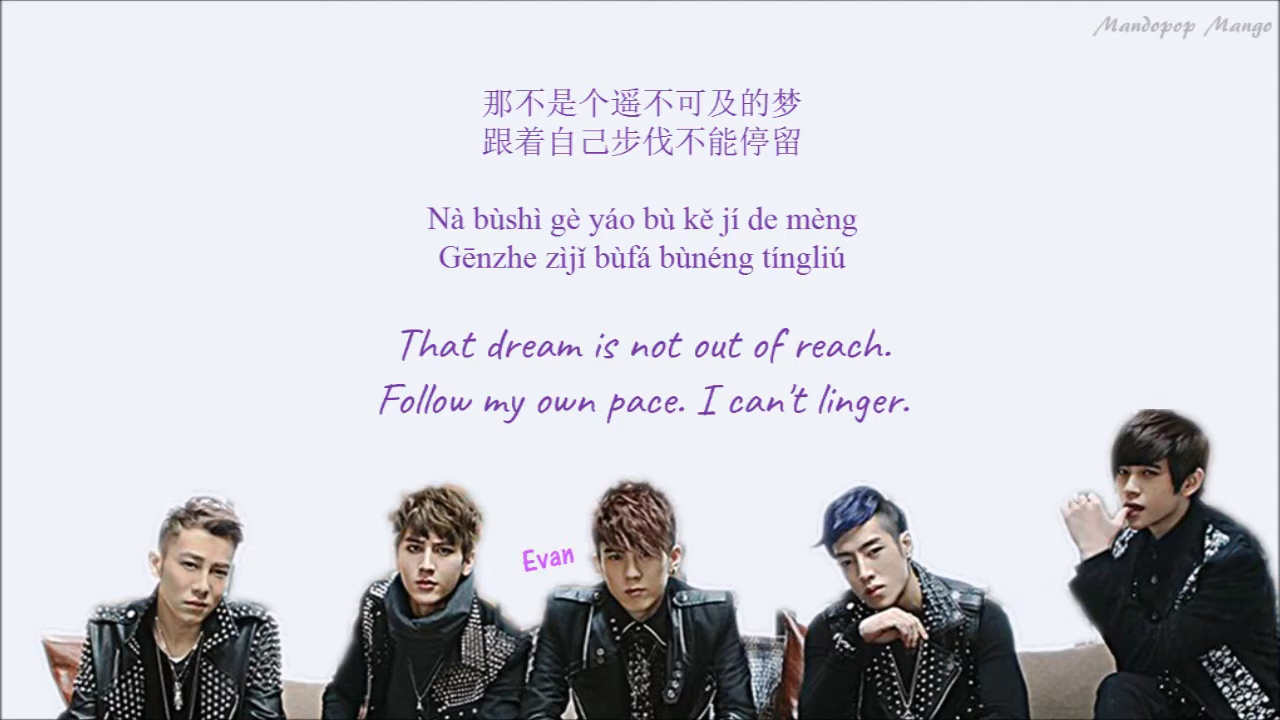 Mandopop Mango
那不是个遥不可及的梦
跟着自己步伐不能停留
Nà bùshì gè yáo bù kě jí de mèng
Gēnzhe zìjǐ bùfá bùnéng tíngliú
That dream is not out of reach.
Follow my own pace. I can't linger.
Evan